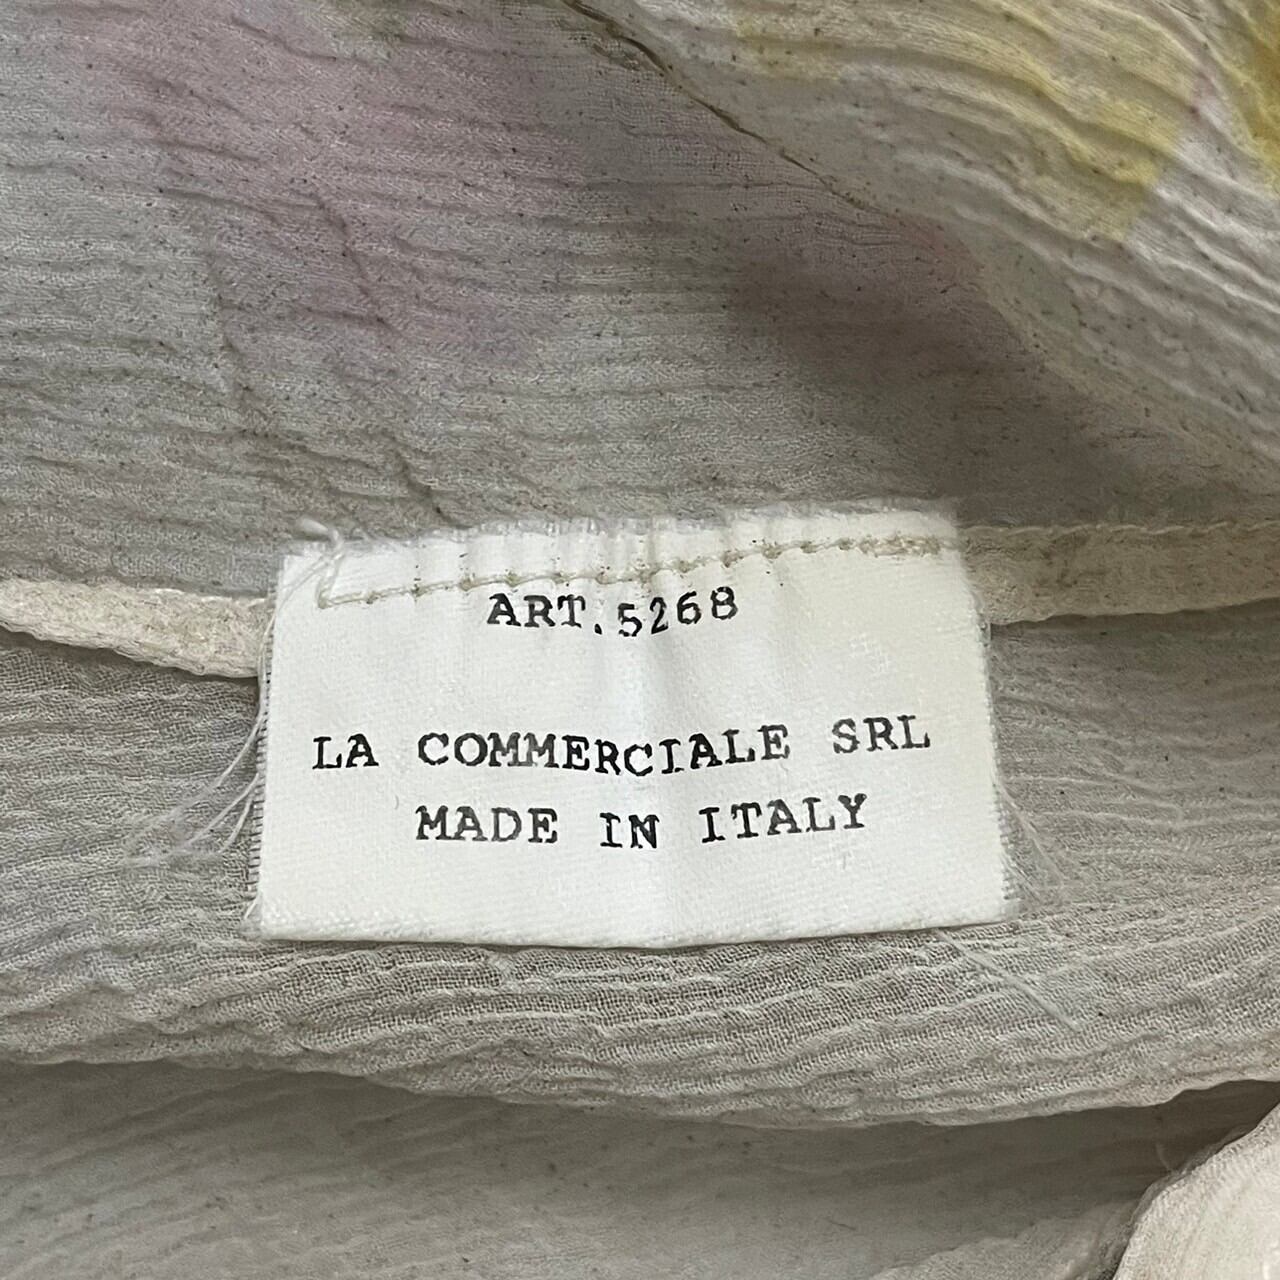 ART.5268
LA COMMERCIALE SRL
MADE IN ITALY